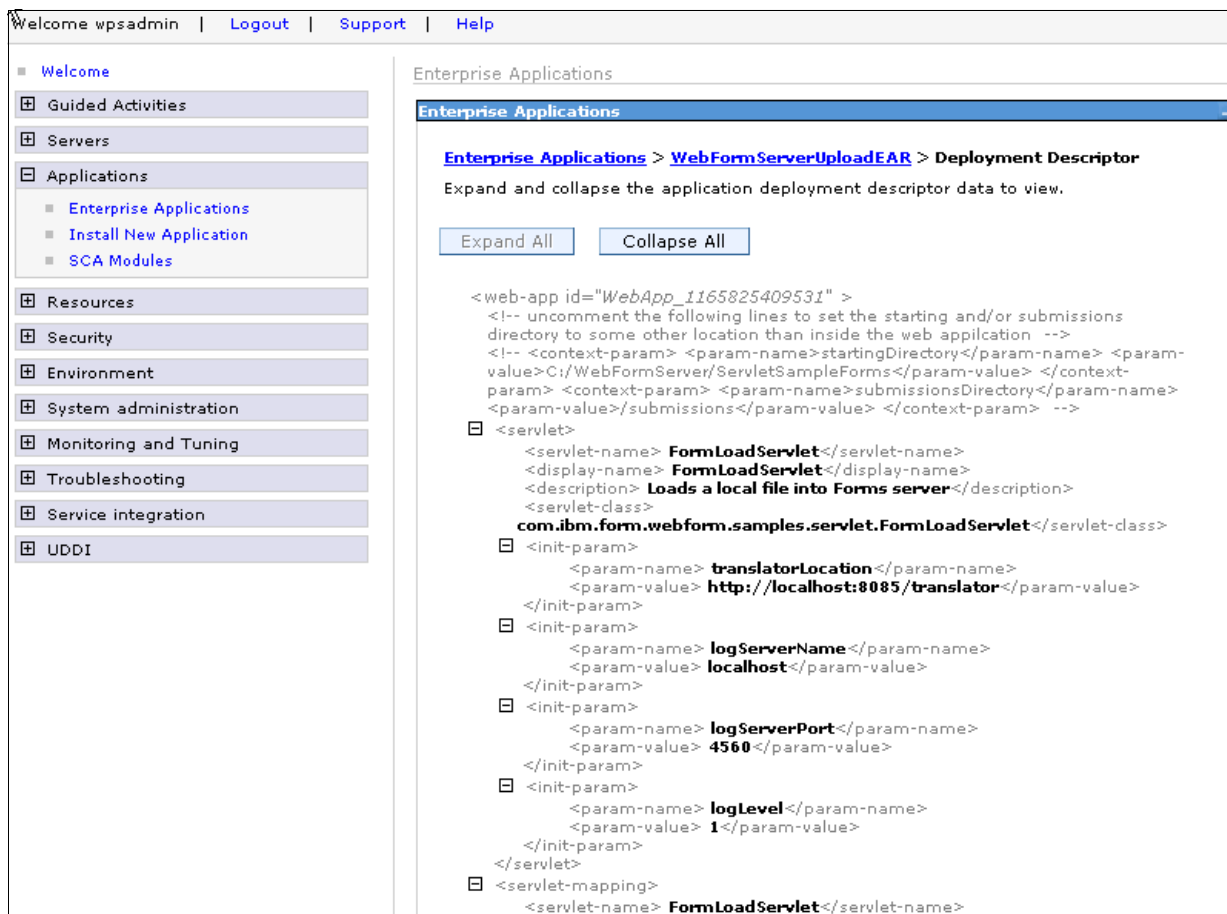 Welcome wpsadmin | Logout | Support | Help
Welcome
Guided Activities
Servers
Applications
Enterprise Applications
Install New Application
SCA Modules
Resources
Security
Environment
System administration
Monitoring and Tuning
Troubleshooting
Service integration
UDDI
Enterprise Applications
Enterprise Applications
Enterprise Applications > WebFormServerUploadEAR > Deployment Descriptor
Expand and collapse the application deployment descriptor data to view.
Expand All Collapse All
<web-app id="WebApp_1165825409531" >
<!-- uncomment the following lines to set the starting and/or submissions
directory to some other location than inside the web appilcation -->
<!-- <context-param> <param-name>startingDirectory</param-name> <param-
value>C:/WebFormServer/ServletSampleForms</param-value> </context-
param> <context-param> <param-name>submissionsDirectory</param-name>
<param-value>/submissions</param-value> </context-param> -->
<servlet>
<servlet-name> FormLoadServlet</servlet-name>
<display-name> FormLoadServlet</display-name>
<description> Loads a local file into Forms server</description>
<servlet-class>
com.ibm.form.webform.samples.servlet.FormLoadServlet</servlet-class>
<init-param>
<param-name> translatorLocation</param-name>
<param-value> http://localhost:8085/translator</param-value>
</init-param>
<init-param>
<param-name> logServerName</param-name>
<param-value> localhost</param-value>
</init-param>
<init-param>
<param-name> logServerPort</param-name>
<param-value> 4560</param-value>
</init-param>
<init-param>
<param-name> logLevel</param-name>
<param-value> 1</param-value>
</init-param>
</servlet>
<servlet-mapping>
<servlet-name> FormLoadServlet</servlet-name>